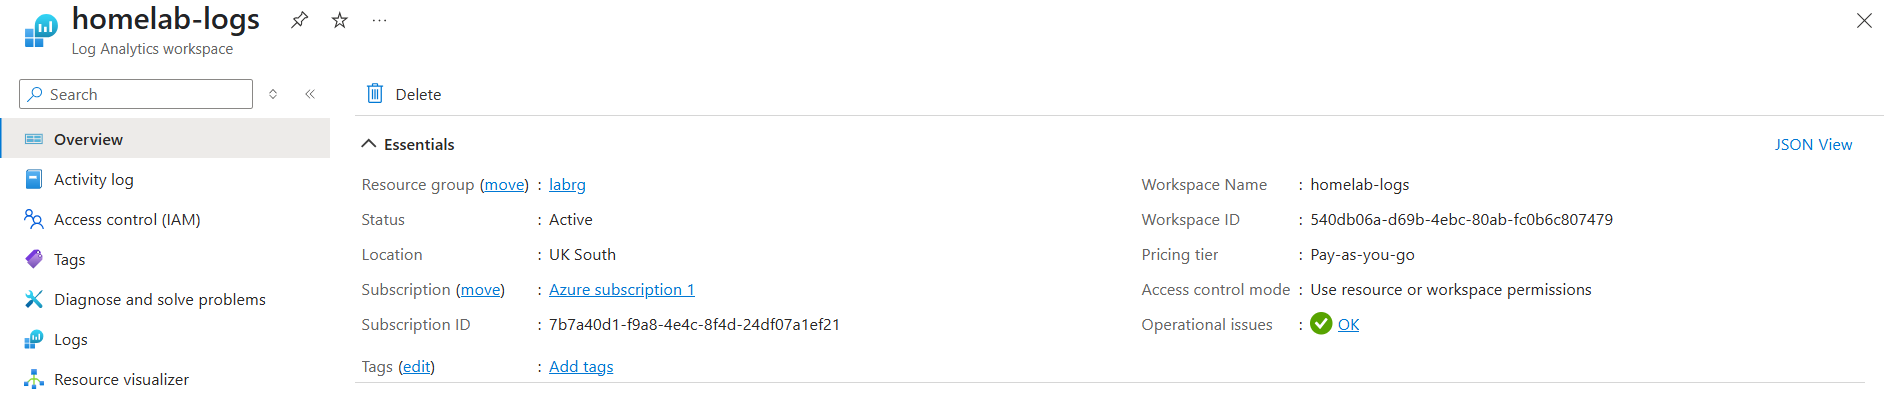 homelab-logs
Log Analytics workspace
Search
Overview
Activity log
Access control (IAM)
Tags
Diagnose and solve problems
Logs
Resource visualizer
Delete
Essentials
JSON View
Resource group (move) : labrg
Status : Active
Location : UK South
Subscription (move) : Azure subscription 1
Subscription ID : 7b7a40d1-f9a8-4e4c-8f4d-24df07a1ef21
Tags (edit) : Add tags
Workspace Name : homelab-logs
Workspace ID : 540db06a-d69b-4ebc-80ab-fc0b6c807479
Pricing tier : Pay-as-you-go
Access control mode : Use resource or workspace permissions
Operational issues : OK